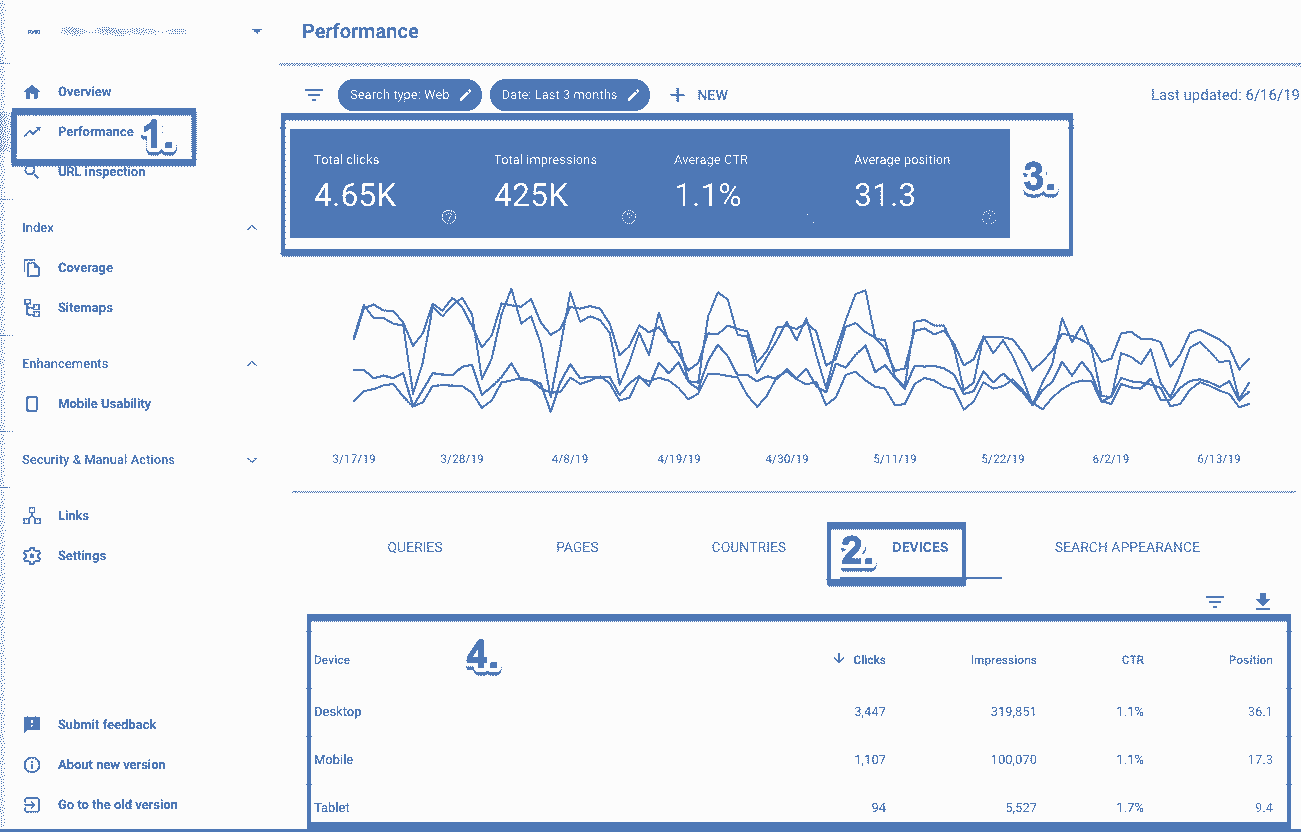 Performance
Overview
Performance 1.
URL inspection
Index
Coverage
Sitemaps
Enhancements
Mobile Usability
Security & Manual Actions
Links
Settings
Submit feedback
About new version
Go to the old version
Search type: Web
Date: Last 3 months
NEW
Last updated: 6/16/19
Total clicks Total impressions Average CTR Average position
4.65K 425K 1.1% 31.3
3.
3/17/19 3/28/19 4/8/19 4/19/19 4/30/19 5/11/19 5/22/19 6/2/19 6/13/19
QUERIES PAGES COUNTRIES 2. DEVICES SEARCH APPEARANCE
4.
Device Clicks Impressions CTR Position
Desktop 3,447 319,851 1.1% 36.1
Mobile 1,107 100,070 1.1% 17.3
Tablet 94 5,527 1.7% 9.4